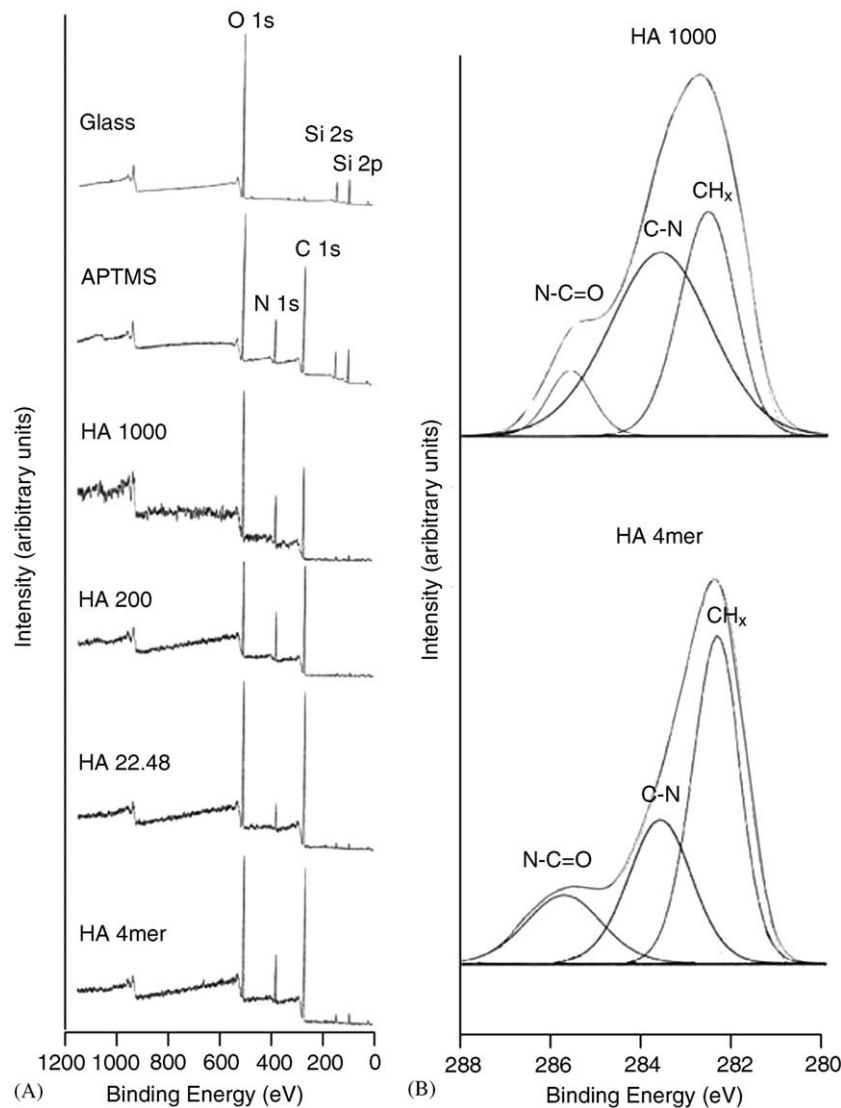 O 1s
Glass
Si 2s
Si 2p
APTMS
C 1s
N 1s
HA 1000
HA 200
HA 22.48
HA 4mer
Intensity (aribitrary units)
1200 1000 800 600 400 200 0
(A) Binding Energy (eV)
HA 1000
CHx
C-N
N-C=O
HA 4mer
CHx
C-N
N-C=O
Intensity (aribitrary units)
288 286 284 282 280
(B) Binding Energy (eV)